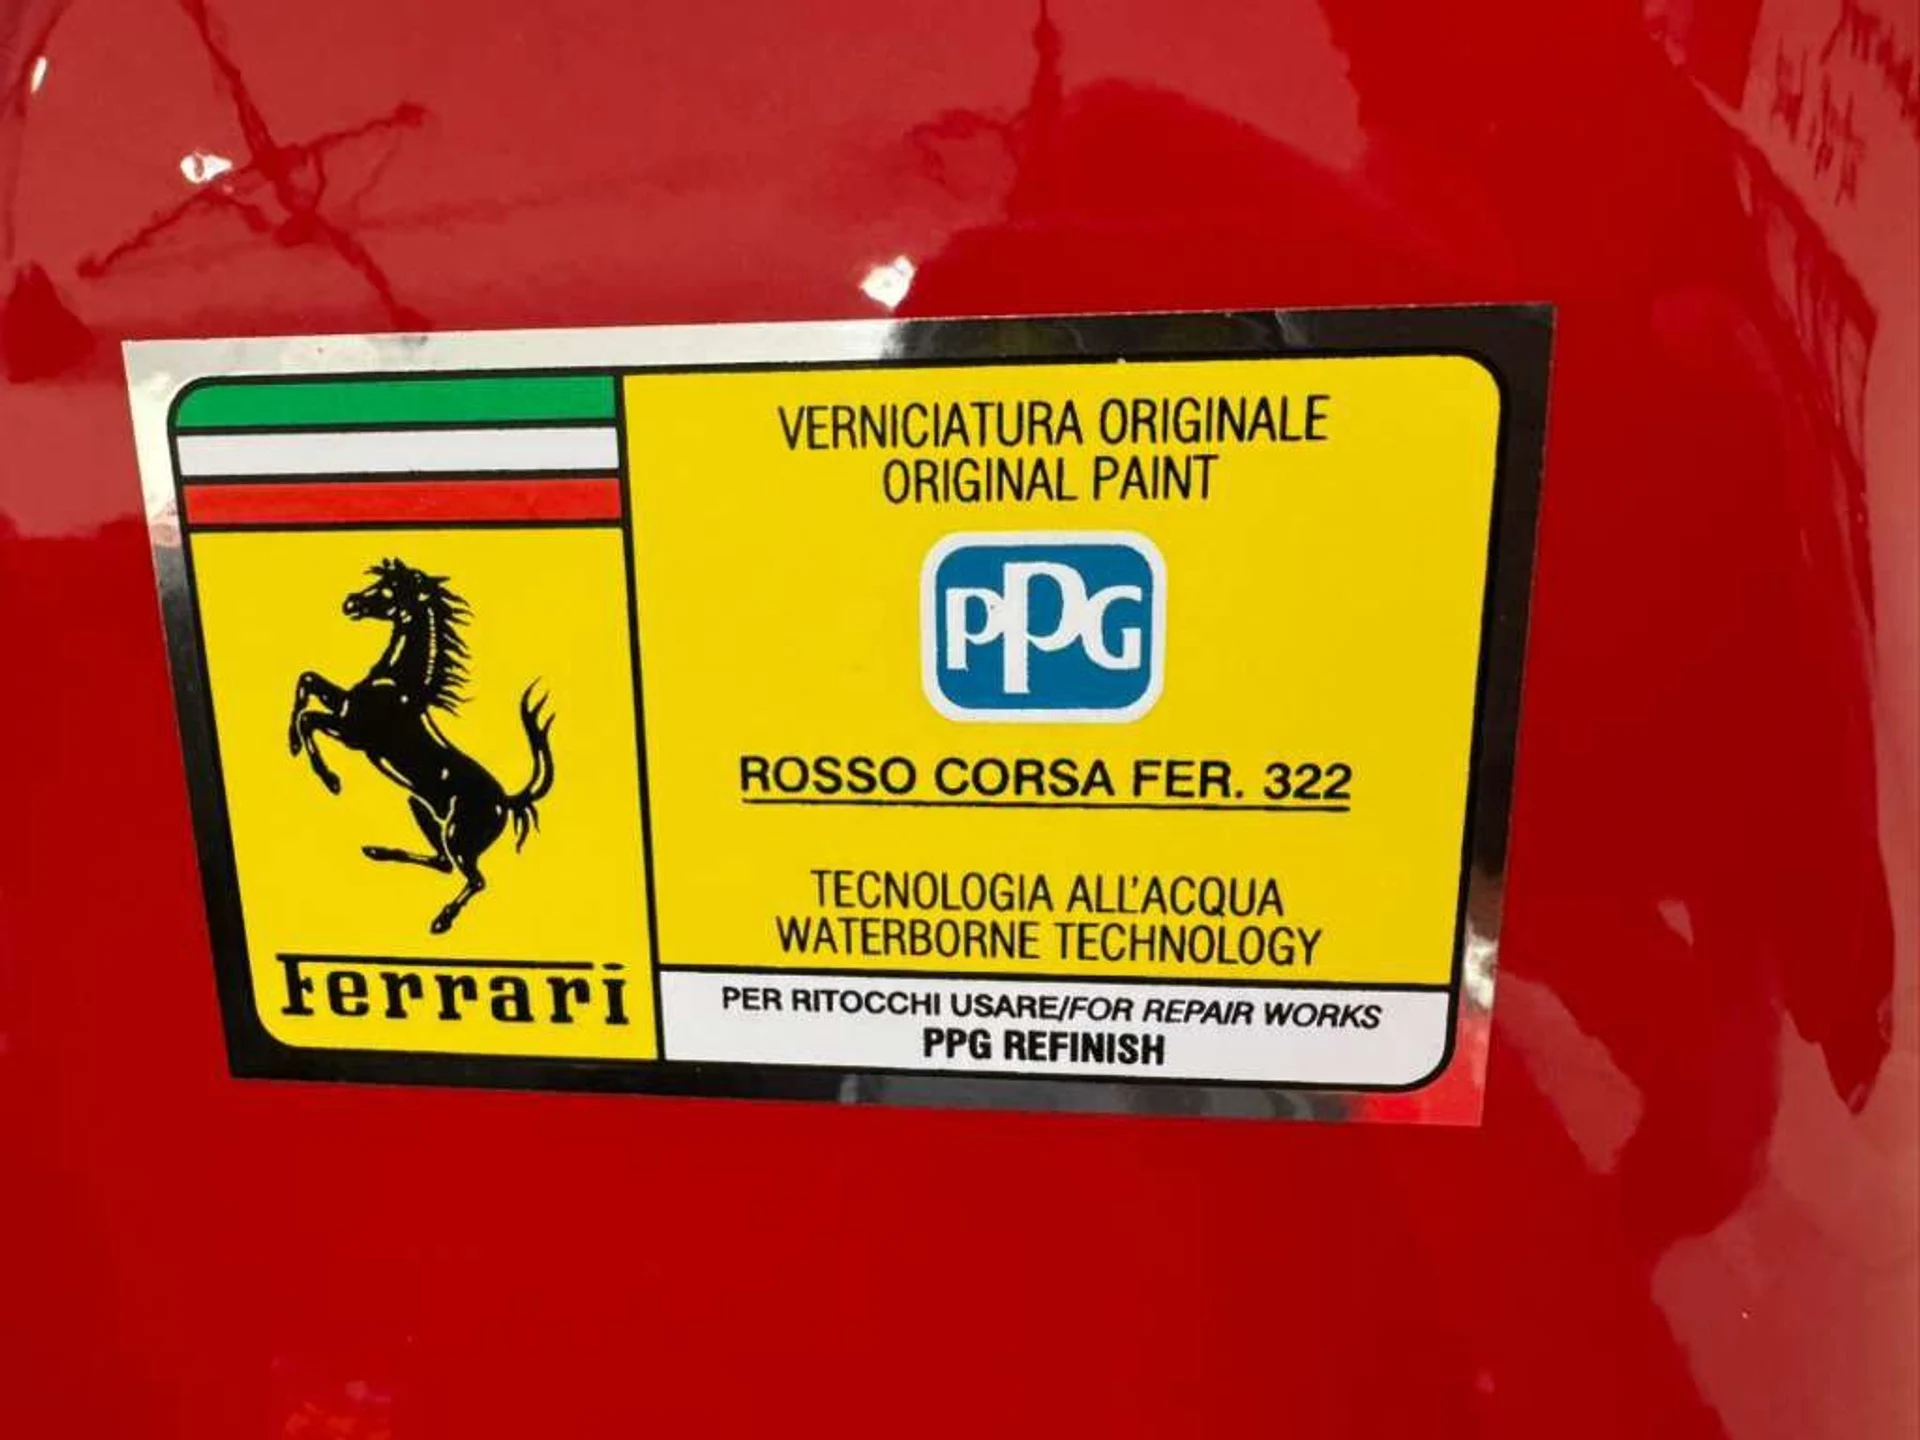 VERNICIATURA ORIGINALE
ORIGINAL PAINT
PPG
ROSSO CORSA FER. 322
TECNOLOGIA ALL'ACQUA
WATERBORNE TECHNOLOGY
Ferrari
PER RITOCCHI USARE/FOR REPAIR WORKS
PPG REFINISH